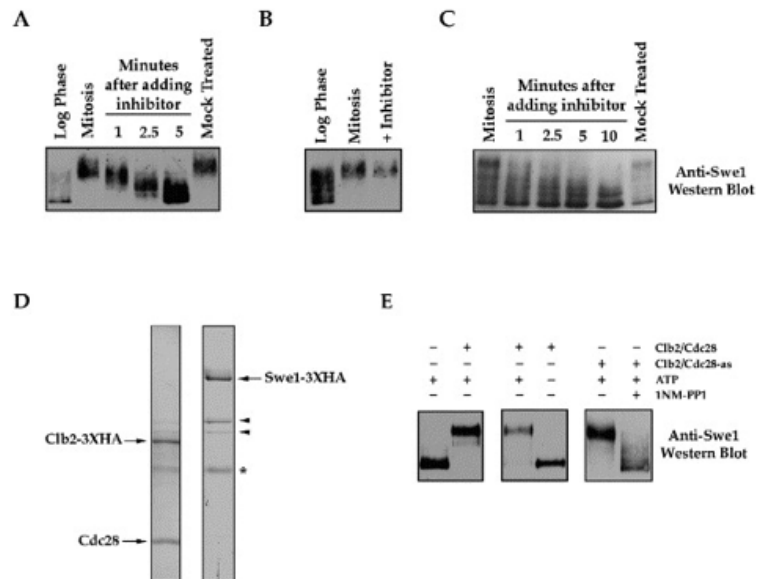 A
Log Phase
Mitosis
Minutes
after adding
inhibitor
1 2.5 5
Mock Treated
B
Log Phase
Mitosis
+ Inhibitor
C
Mitosis
Minutes after
adding inhibitor
1 2.5 5 10
Mock Treated
Anti-Swe1
Western Blot
D
Clb2-3XHA
Cdc28
Swe1-3XHA
*
E
– + + + Clb2/Cdc28
+ + Clb2/Cdc28-as
+ + + – + + ATP
– – – – – + 1NM-PP1
Anti-Swe1
Western Blot